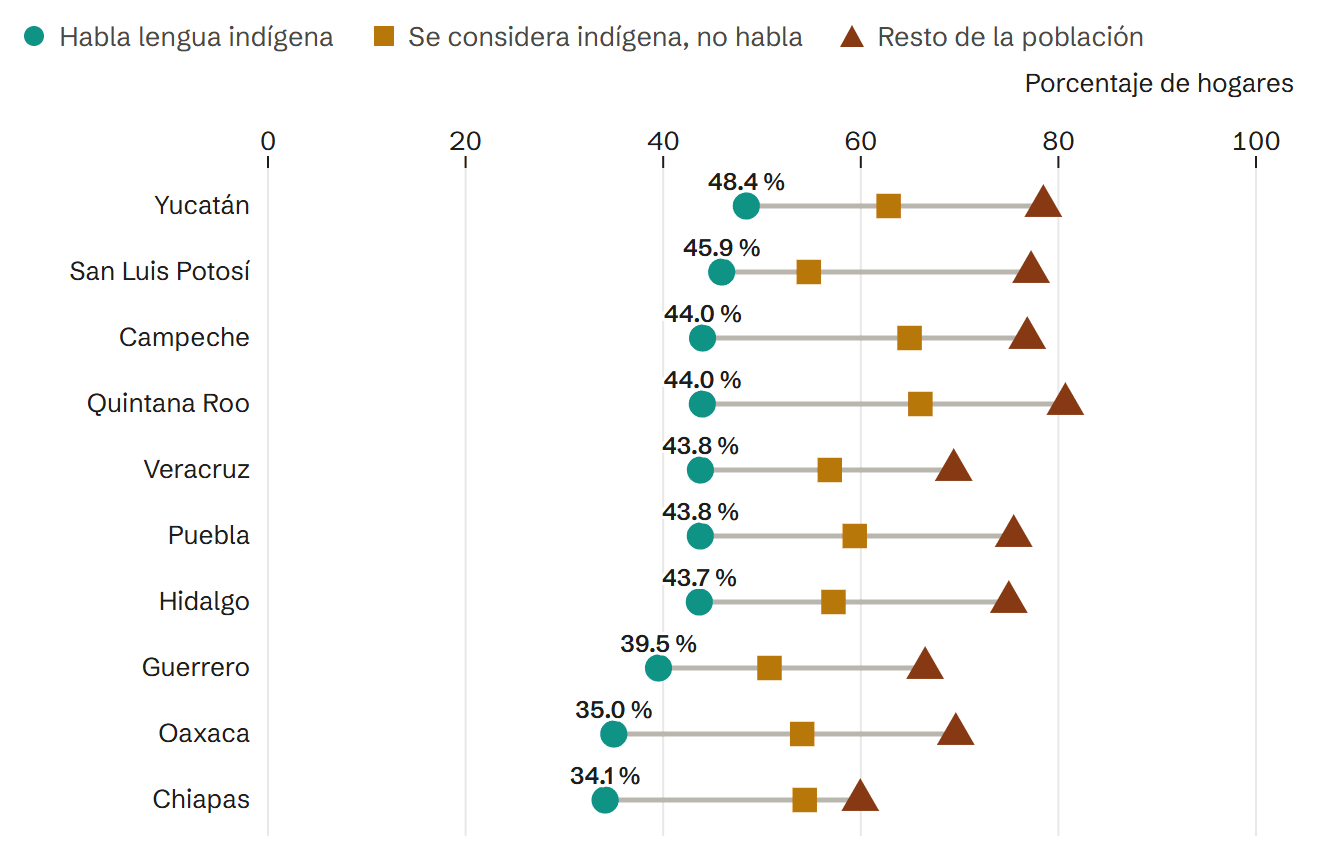 Habla lengua indígena Se considera indígena, no habla Resto de la población
Porcentaje de hogares
0 20 40 60 80 100
48.4 %
Yucatán
45.9 %
San Luis Potosí
44.0 %
Campeche
44.0 %
Quintana Roo
43.8 %
Veracruz
43.8 %
Puebla
43.7 %
Hidalgo
39.5 %
Guerrero
35.0 %
Oaxaca
34.1 %
Chiapas